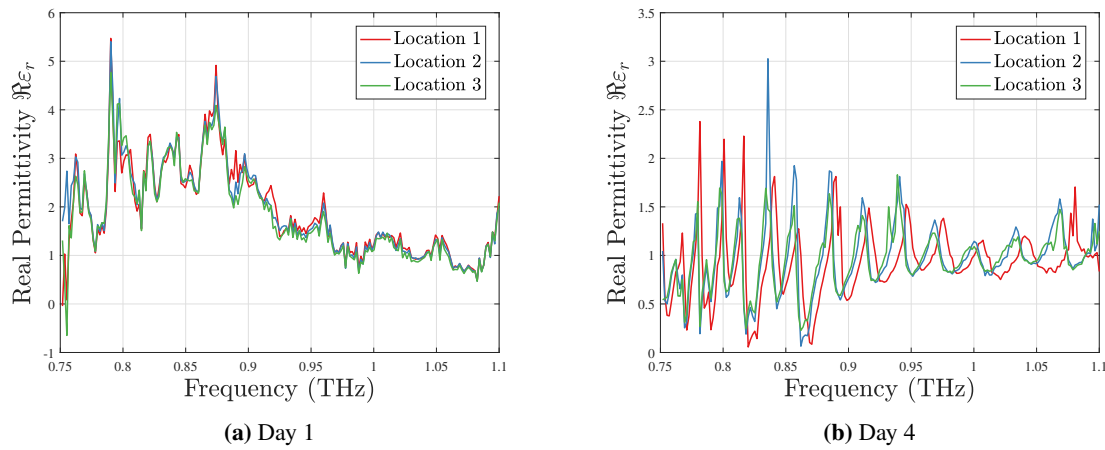 6
5
4
3
2
1
0
-1
Real Permittivity ℜεr
0.75 0.8 0.85 0.9 0.95 1 1.05 1.1
Frequency (THz)
Location 1
Location 2
Location 3
(a) Day 1
3.5
3
2.5
2
1.5
1
0.5
0
Real Permittivity ℜεr
0.75 0.8 0.85 0.9 0.95 1 1.05 1.1
Frequency (THz)
Location 1
Location 2
Location 3
(b) Day 4